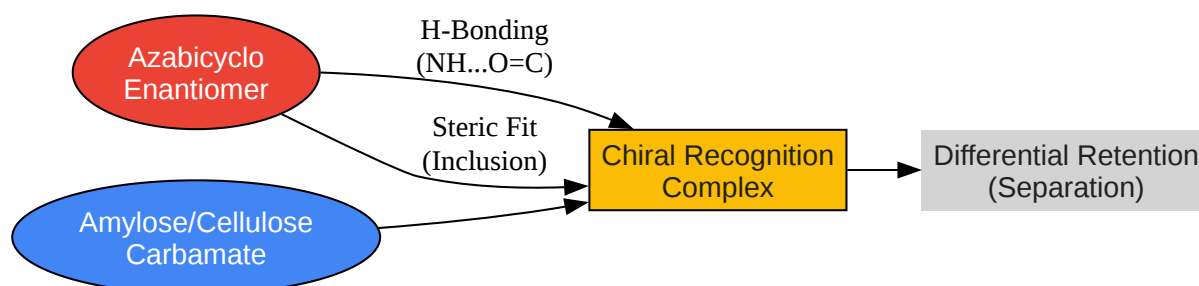 Azabicyclo
Enantiomer
H-Bonding
(NH...O=C)
Steric Fit
(Inclusion)
Amylose/Cellulose
Carbamate
Chiral Recognition
Complex
Differential Retention
(Separation)